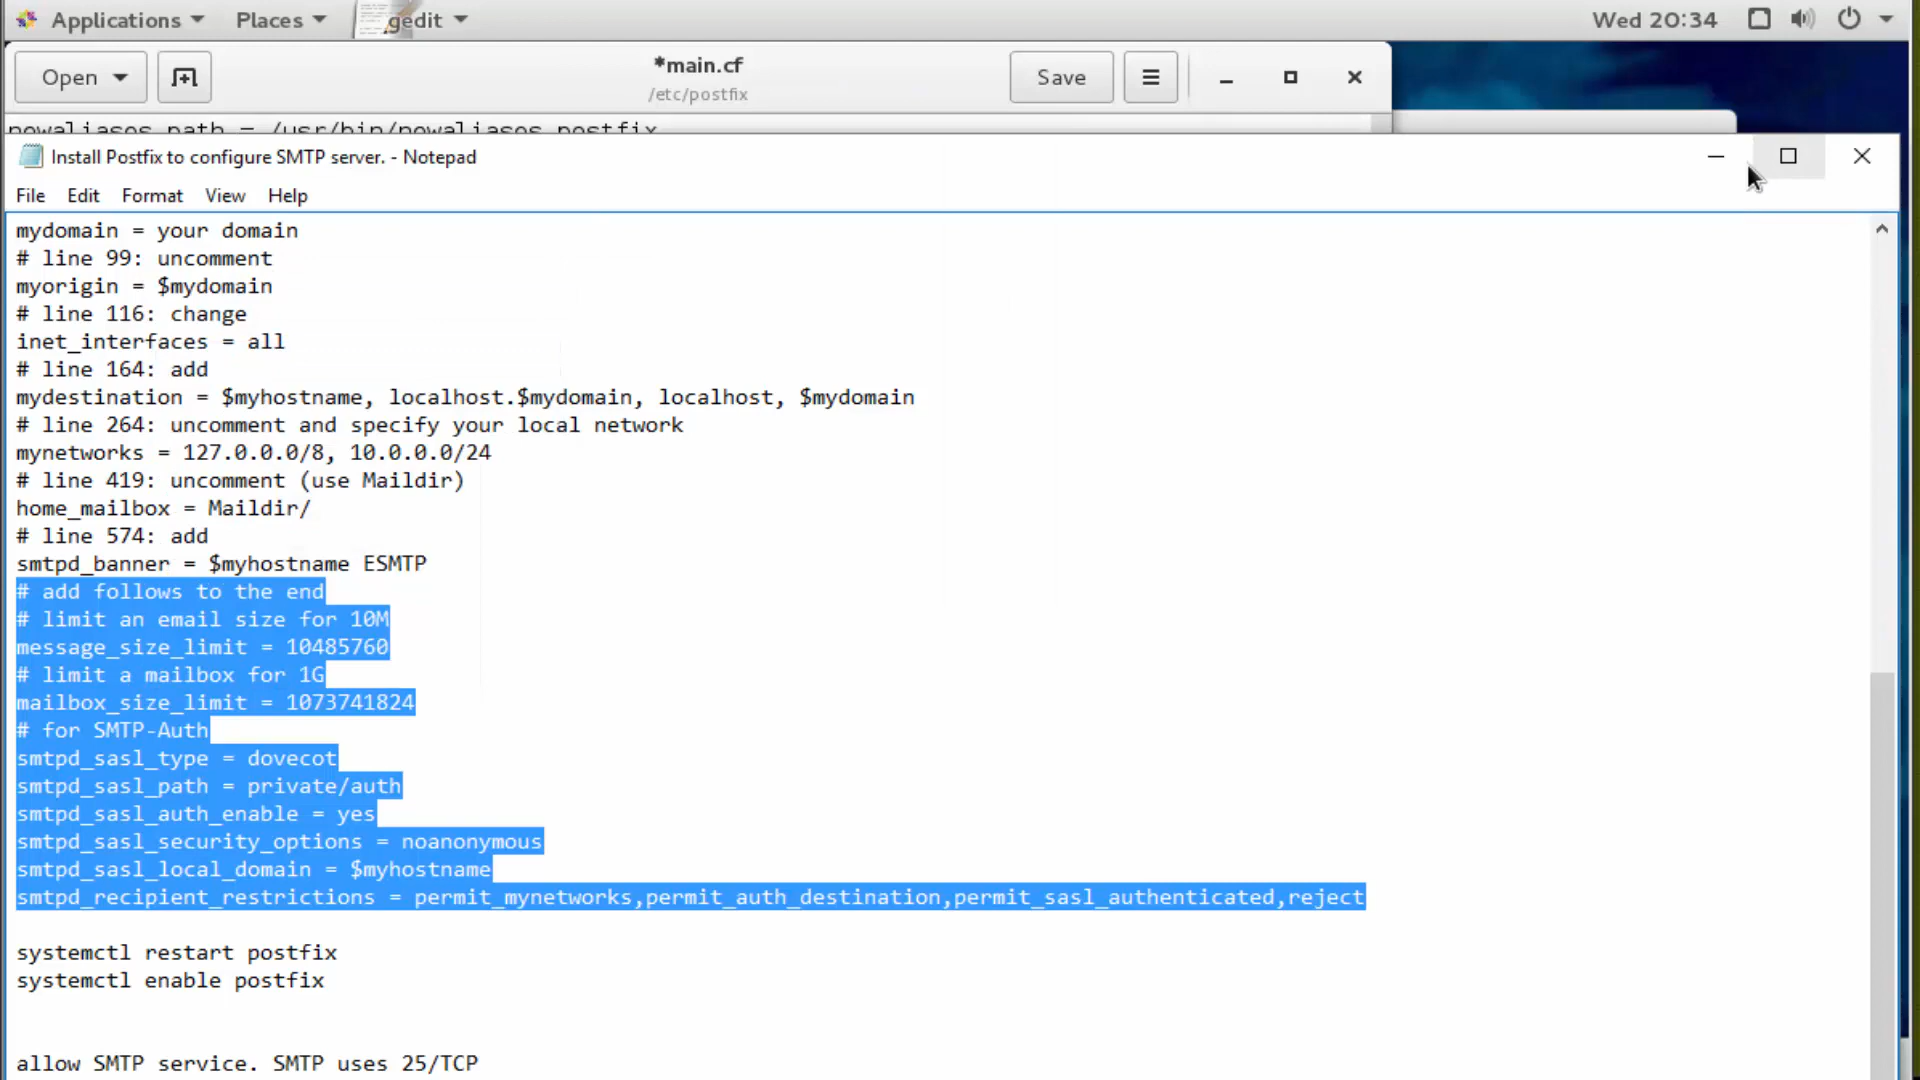 Applications Places gedit Wed 20:34
Open *main.cf Save
/etc/postfix
newaliases_path = /usr/bin/newaliases.postfix
Install Postfix to configure SMTP server. - Notepad
File Edit Format View Help
mydomain = your domain
# line 99: uncomment
myorigin = $mydomain
# line 116: change
inet_interfaces = all
# line 164: add
mydestination = $myhostname, localhost.$mydomain, localhost, $mydomain
# line 264: uncomment and specify your local network
mynetworks = 127.0.0.0/8, 10.0.0.0/24
# line 419: uncomment (use Maildir)
home_mailbox = Maildir/
# line 574: add
smtpd_banner = $myhostname ESMTP
# add follows to the end
# limit an email size for 10M
message_size_limit = 10485760
# limit a mailbox for 1G
mailbox_size_limit = 1073741824
# for SMTP-Auth
smtpd_sasl_type = dovecot
smtpd_sasl_path = private/auth
smtpd_sasl_auth_enable = yes
smtpd_sasl_security_options = noanonymous
smtpd_sasl_local_domain = $myhostname
smtpd_recipient_restrictions = permit_mynetworks,permit_auth_destination,permit_sasl_authenticated,reject
systemctl restart postfix
systemctl enable postfix
allow SMTP service. SMTP uses 25/TCP